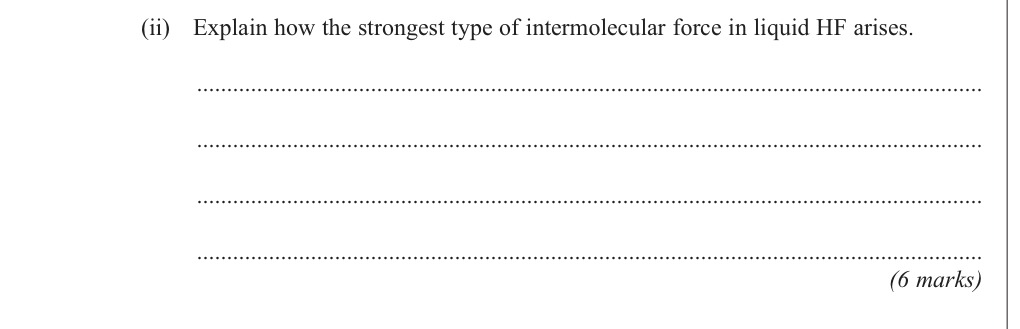 (ii) Explain how the strongest type of intermolecular force in liquid HF arises.
(6 marks)